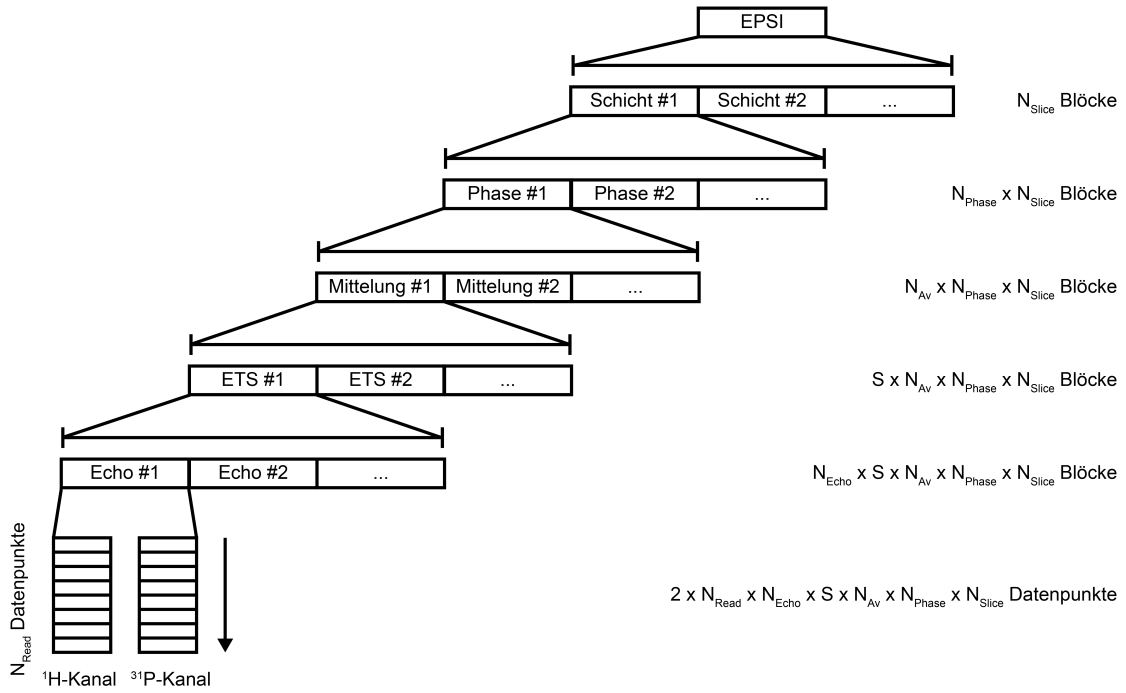 EPSI
Schicht #1 Schicht #2 ... N_Slice Blöcke
Phase #1 Phase #2 ... N_Phase x N_Slice Blöcke
Mittelung #1 Mittelung #2 ... N_Av x N_Phase x N_Slice Blöcke
ETS #1 ETS #2 ... S x N_Av x N_Phase x N_Slice Blöcke
Echo #1 Echo #2 ... N_Echo x S x N_Av x N_Phase x N_Slice Blöcke
N_Read Datenpunkte
2 x N_Read x N_Echo x S x N_Av x N_Phase x N_Slice Datenpunkte
¹H-Kanal ³¹P-Kanal